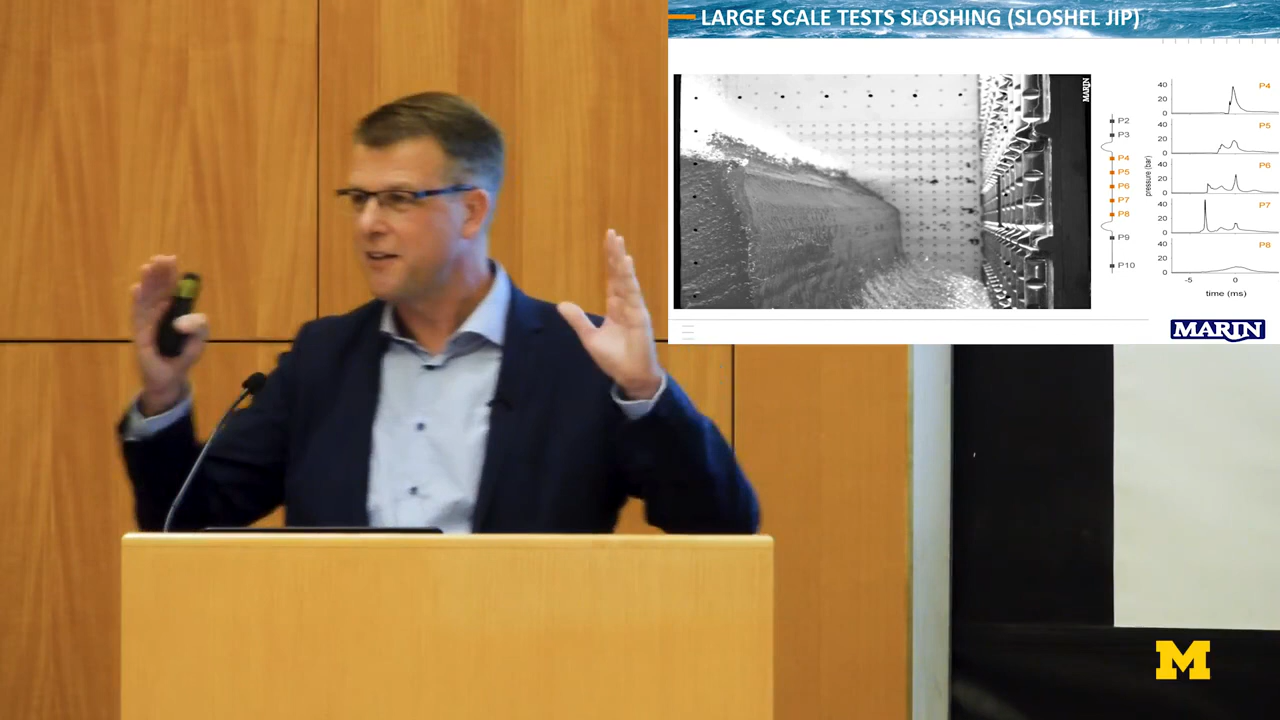 LARGE SCALE TESTS SLOSHING (SLOSHEL JIP)
MARIN
P2
P3
P4
P5
P6
P7
P8
P9
P10
pressure (bar)
40
20
0
P4
40
20
0
P5
40
20
0
P6
40
20
0
P7
40
20
0
P8
-5
0
time (ms)
MARIN
M